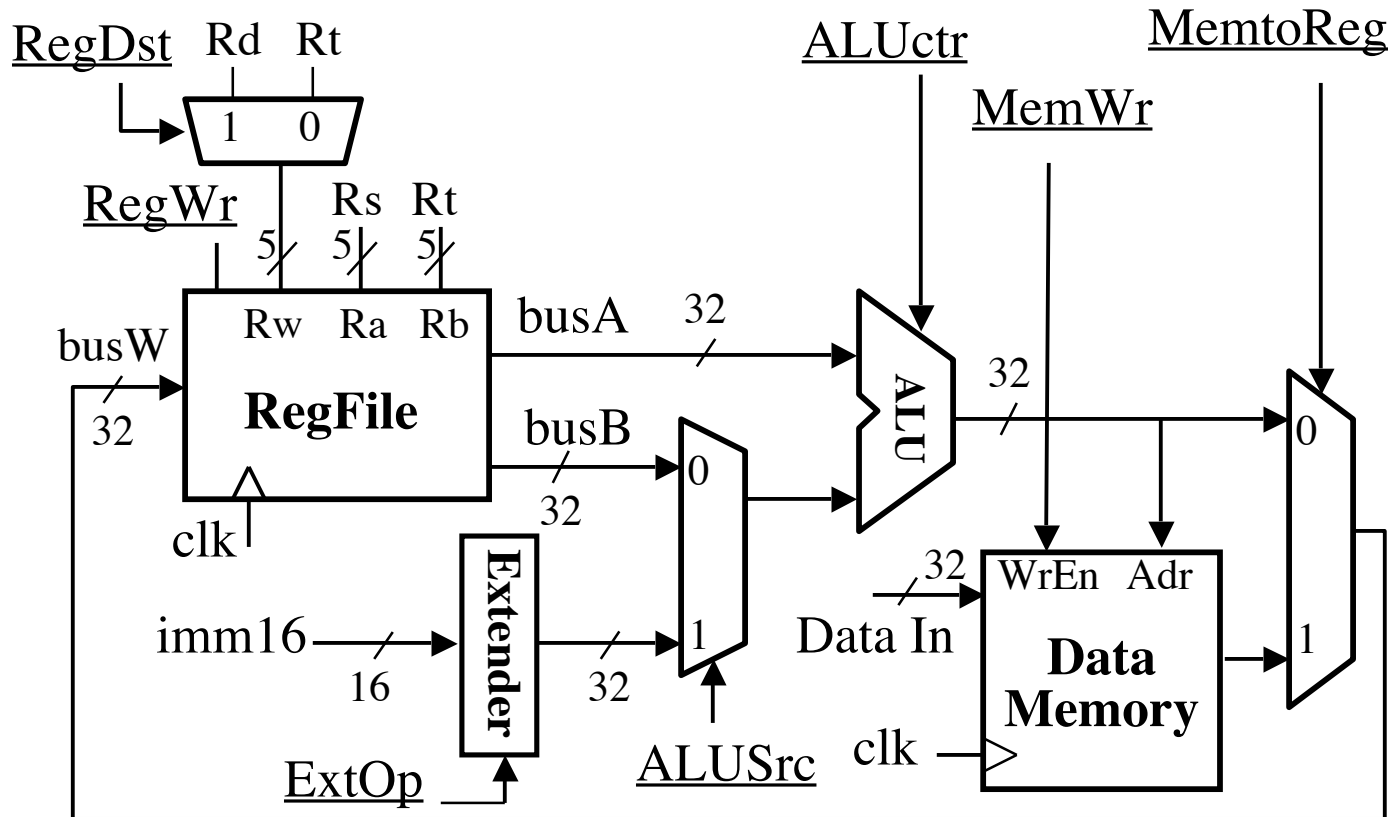 RegDst Rd Rt ALUctr MemtoReg
MemWr
1 0
RegWr Rs Rt
5 5 5
Rw Ra Rb busA 32
busW
32 RegFile ALU 32
busB 0
0
32
clk
Extender 32 WrEn Adr
imm16 1 Data In 1
16 32 Data
Memory
clk
ExtOp ALUSrc